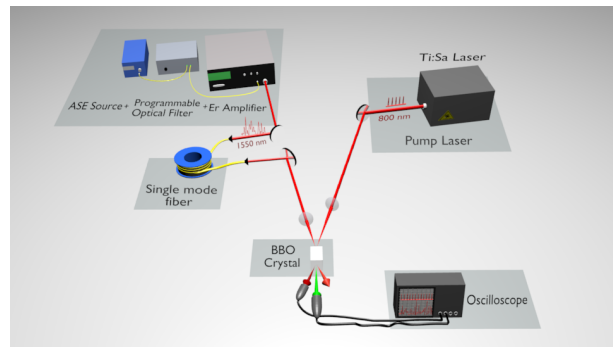 Ti:Sa Laser
ASE Source + Programmable +Er Amplifier
Optical Filter
800 nm
Pump Laser
1550 nm
Single mode
fiber
BBO
Crystal
Oscilloscope